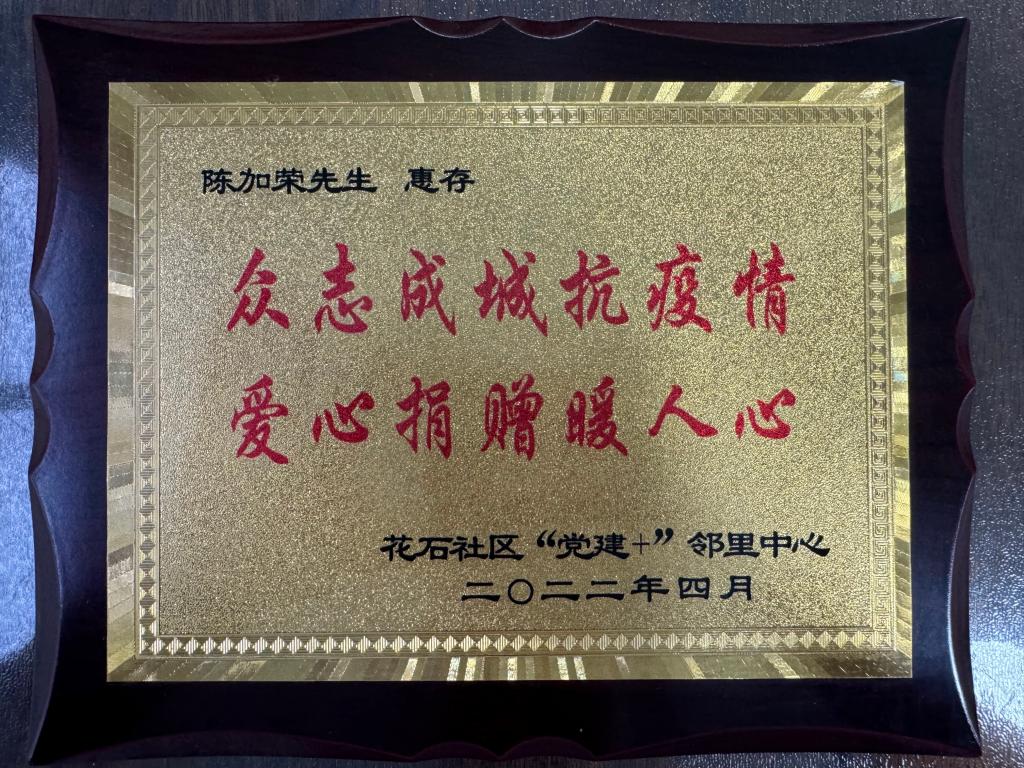 陈加荣先生 惠存
众志成城抗疫情
爱心捐赠暖人心
花石社区“党建+”邻里中心
二〇二二年四月